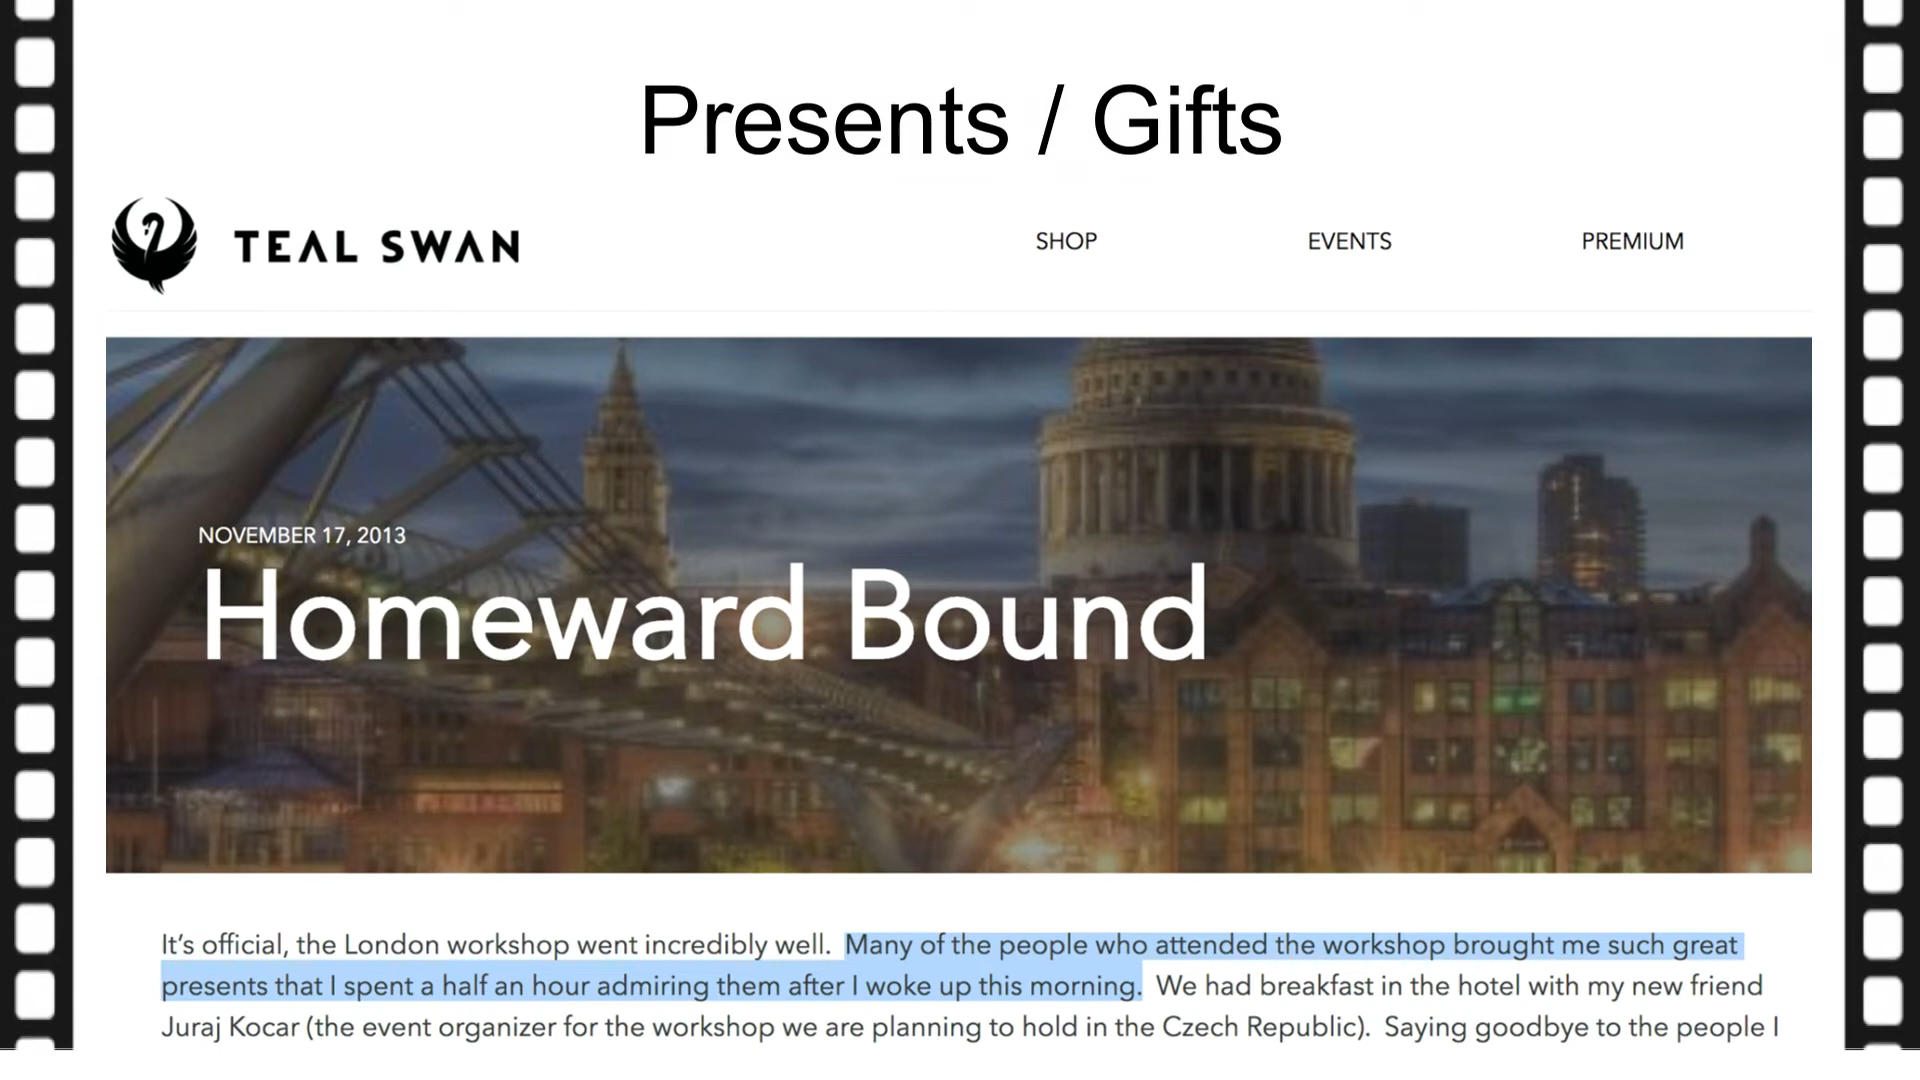 Presents / Gifts
TEAL SWAN
SHOP EVENTS PREMIUM
NOVEMBER 17, 2013
Homeward Bound
It’s official, the London workshop went incredibly well.  Many of the people who attended the workshop brought me such great
presents that I spent a half an hour admiring them after I woke up this morning.  We had breakfast in the hotel with my new friend
Juraj Kocar (the event organizer for the workshop we are planning to hold in the Czech Republic).  Saying goodbye to the people I